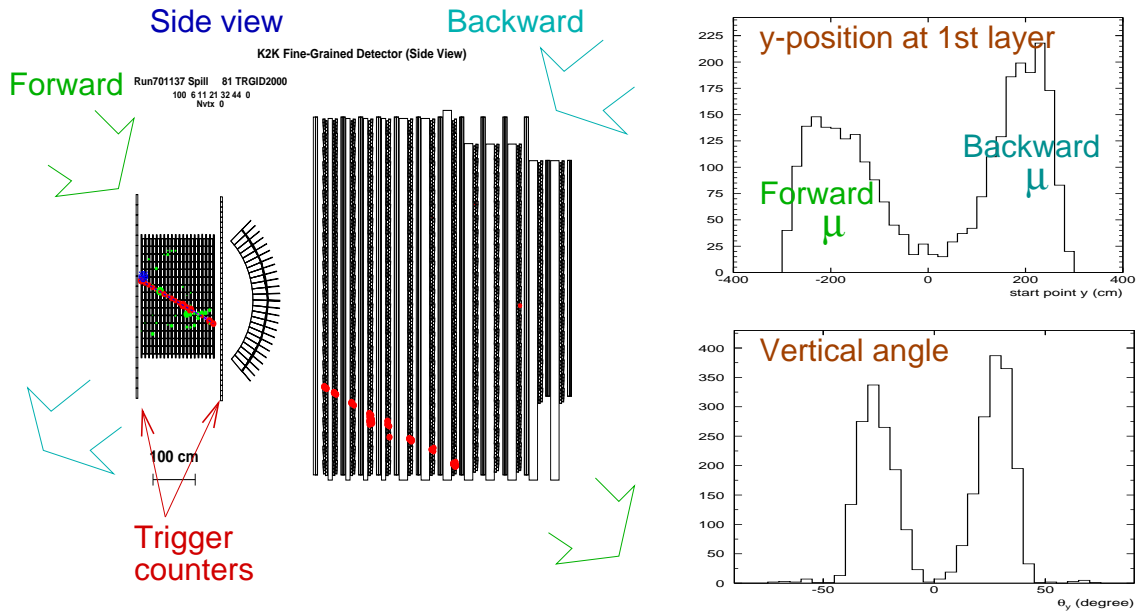 Side view
Backward
K2K Fine-Grained Detector (Side View)
Run701137 Spill 81 TRGID2000
100 6 11 21 32 44 0
Nvtx 0
Forward
100 cm
Trigger
counters
y-position at 1st layer
225
200
175
150
125
100
75
50
25
0
Forward
μ
Backward
μ
-400 -200 0 200 400
start point y (cm)
Vertical angle
400
350
300
250
200
150
100
50
0
-50 0 50
θy (degree)